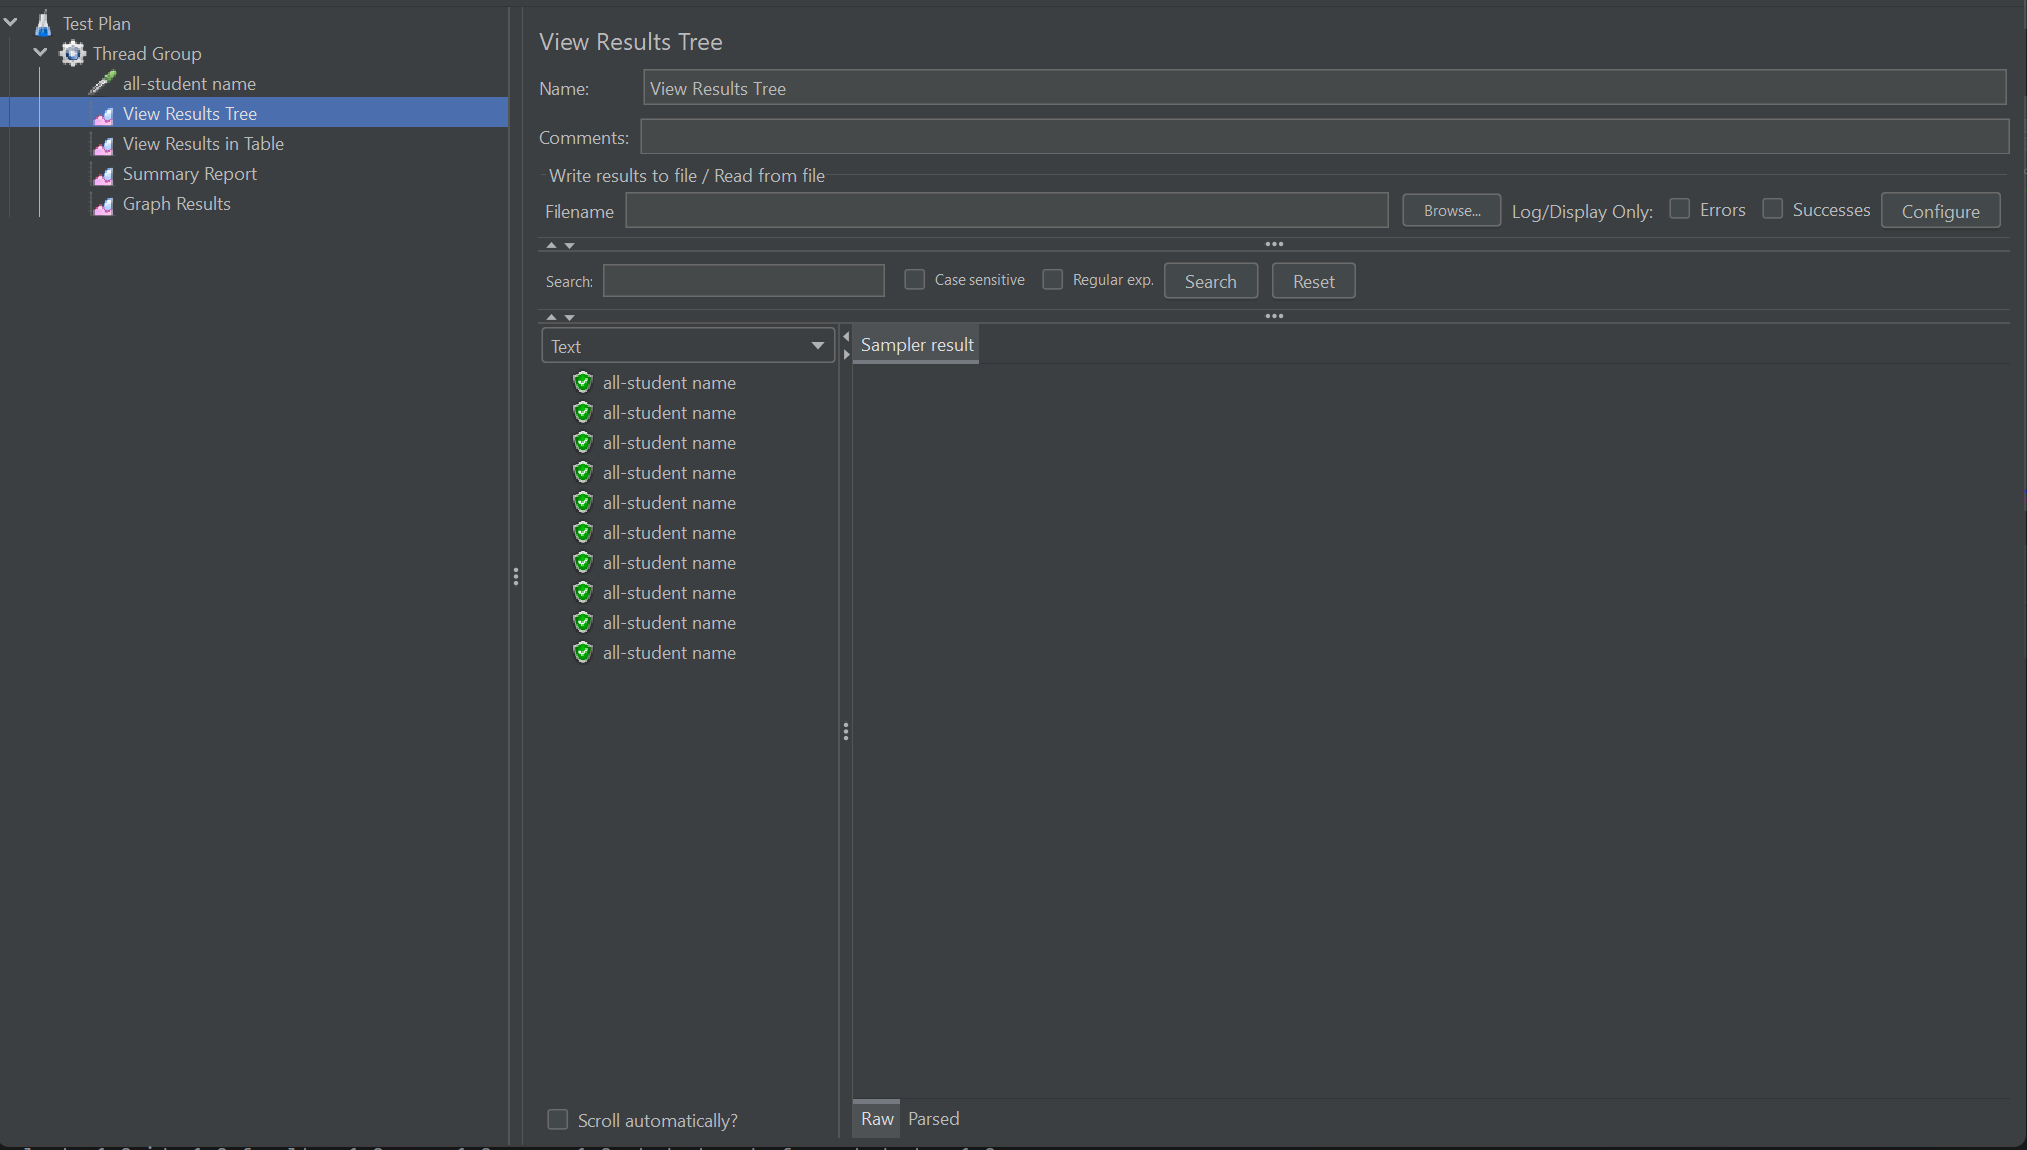 Test Plan
Thread Group
all-student name
View Results Tree
View Results in Table
Summary Report
Graph Results
View Results Tree
Name: View Results Tree
Comments:
Write results to file / Read from file
Filename Browse... Log/Display Only: Errors Successes Configure
Search: Case sensitive Regular exp. Search Reset
Text Sampler result
all-student name
all-student name
all-student name
all-student name
all-student name
all-student name
all-student name
all-student name
all-student name
all-student name
Scroll automatically? Raw Parsed